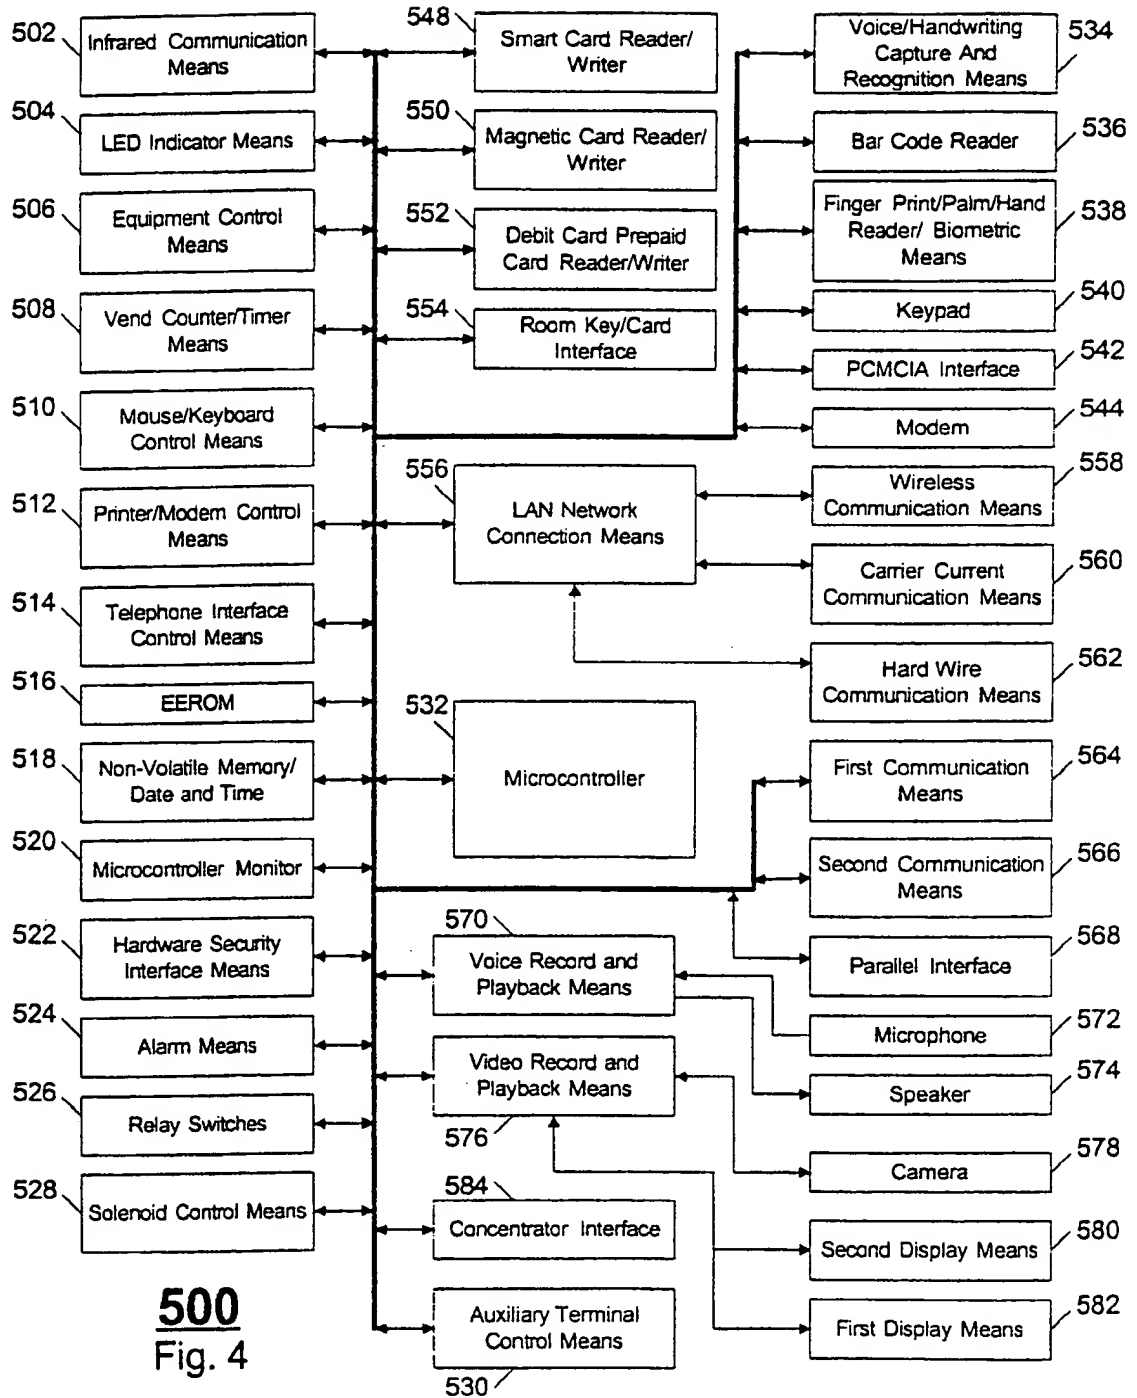 502
Infrared Communication
Means
504
LED Indicator Means
506
Equipment Control
Means
508
Vend Counter/Timer
Means
510
Mouse/Keyboard
Control Means
512
Printer/Modem Control
Means
514
Telephone Interface
Control Means
516
EEROM
518
Non-Volatile Memory/
Date and Time
520
Microcontroller Monitor
522
Hardware Security
Interface Means
524
Alarm Means
526
Relay Switches
528
Solenoid Control Means
500
Fig. 4
548
Smart Card Reader/
Writer
550
Magnetic Card Reader/
Writer
552
Debit Card Prepaid
Card Reader/Writer
554
Room Key/Card
Interface
556
LAN Network
Connection Means
532
Microcontroller
570
Voice Record and
Playback Means
Video Record and
Playback Means
576
584
Concentrator Interface
Auxiliary Terminal
Control Means
530
Voice/Handwriting
Capture And
Recognition Means
534
Bar Code Reader
536
Finger Print/Palm/Hand
Reader/ Biometric
Means
538
Keypad
540
PCMCIA Interface
542
Modem
544
Wireless
Communication Means
558
Carrier Current
Communication Means
560
Hard Wire
Communication Means
562
First Communication
Means
564
Second Communication
Means
566
Parallel Interface
568
Microphone
572
Speaker
574
Camera
578
Second Display Means
580
First Display Means
582